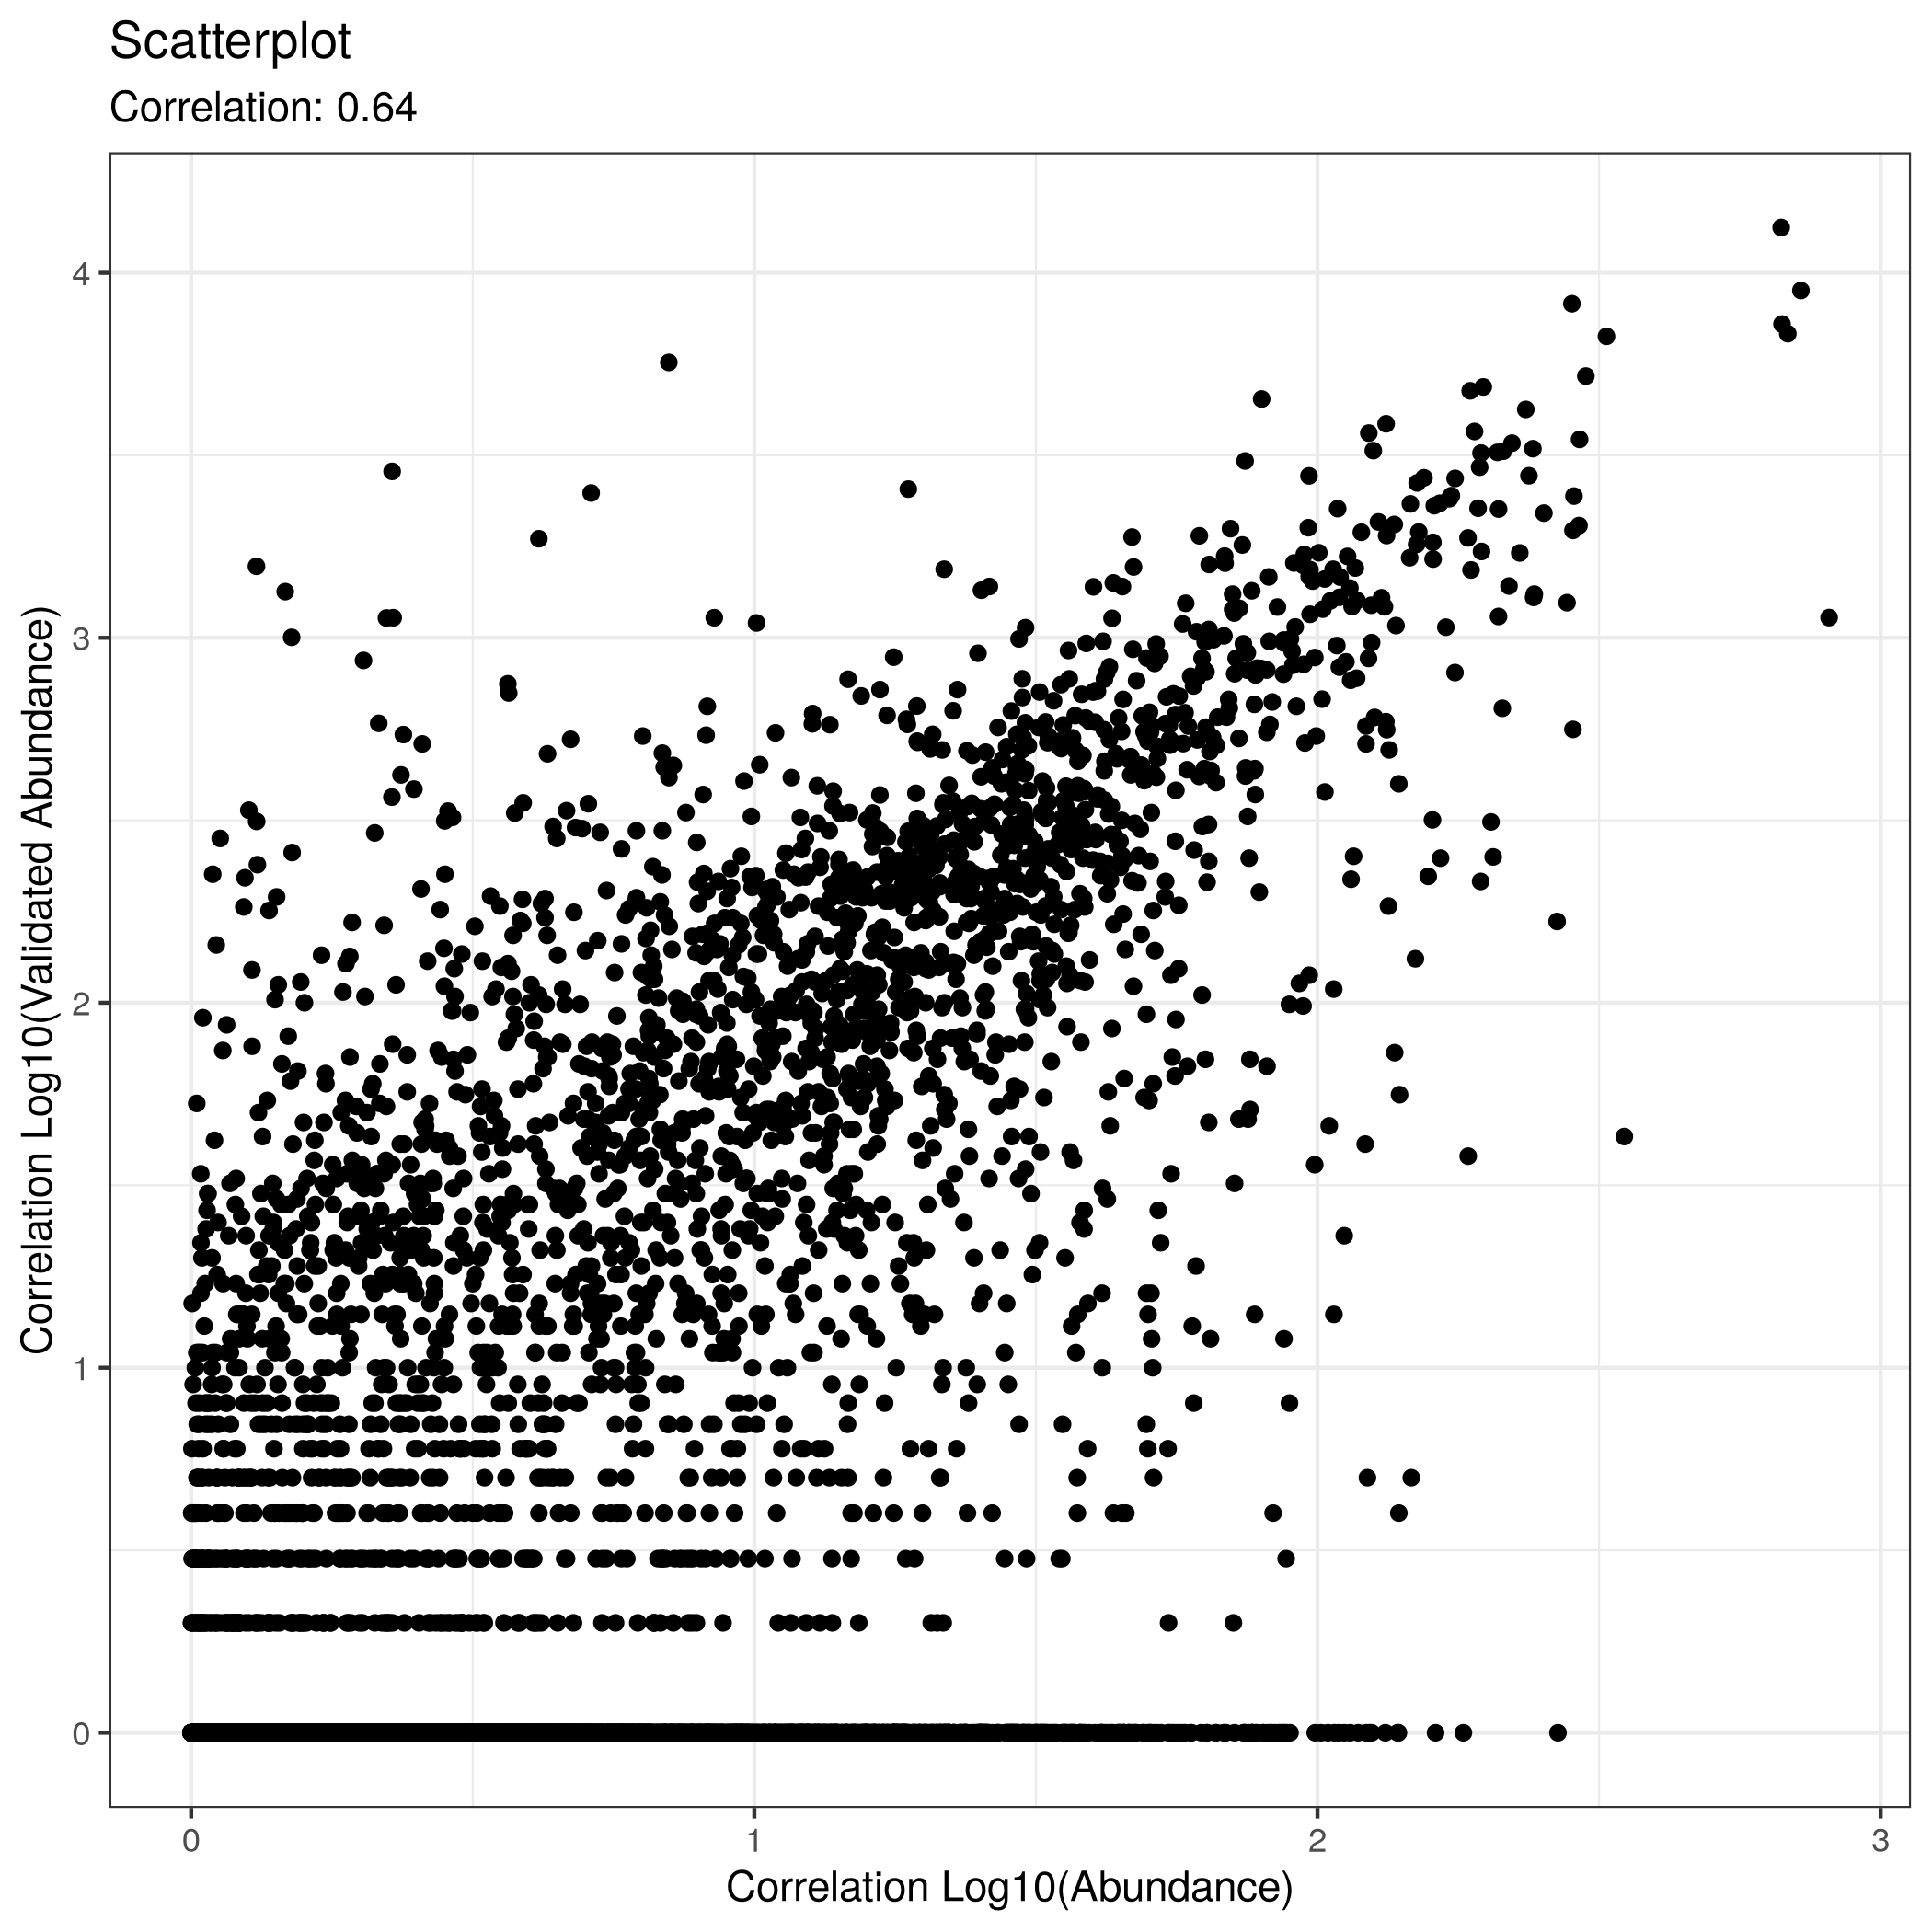 Scatterplot
Correlation: 0.64
Correlation Log10(Validated Abundance)
4
3
2
1
0
0 1 2 3
Correlation Log10(Abundance)